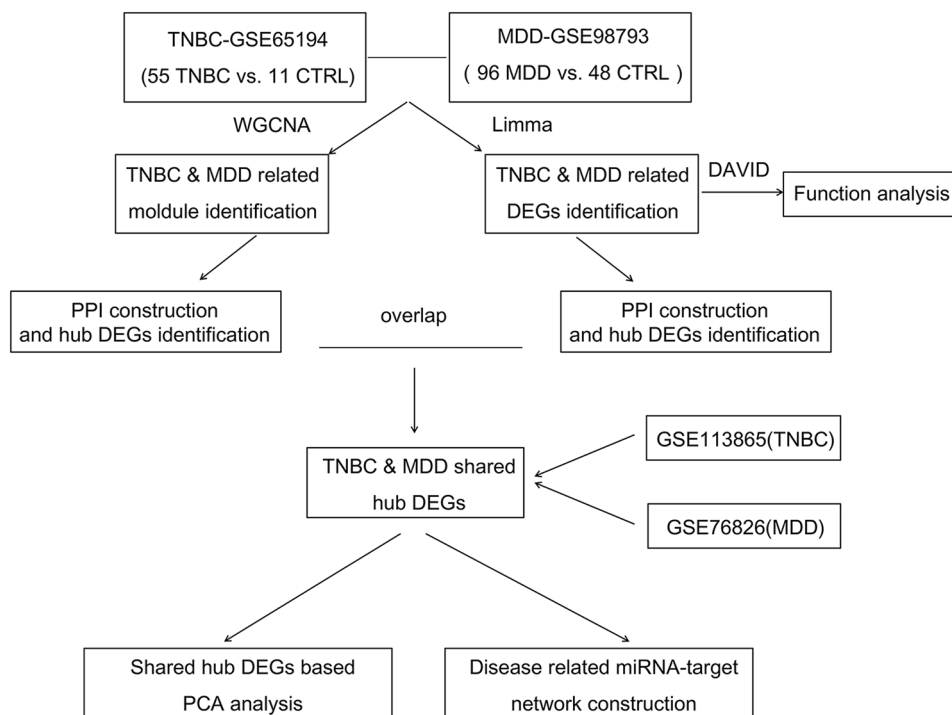 TNBC-GSE65194
(55 TNBC vs. 11 CTRL)
MDD-GSE98793
( 96 MDD vs. 48 CTRL )
WGCNA
Limma
TNBC & MDD related
moldule identification
TNBC & MDD related
DEGs identification
DAVID
Function analysis
PPI construction
and hub DEGs identification
overlap
PPI construction
and hub DEGs identification
TNBC & MDD shared
hub DEGs
GSE113865(TNBC)
GSE76826(MDD)
Shared hub DEGs based
PCA analysis
Disease related miRNA-target
network construction